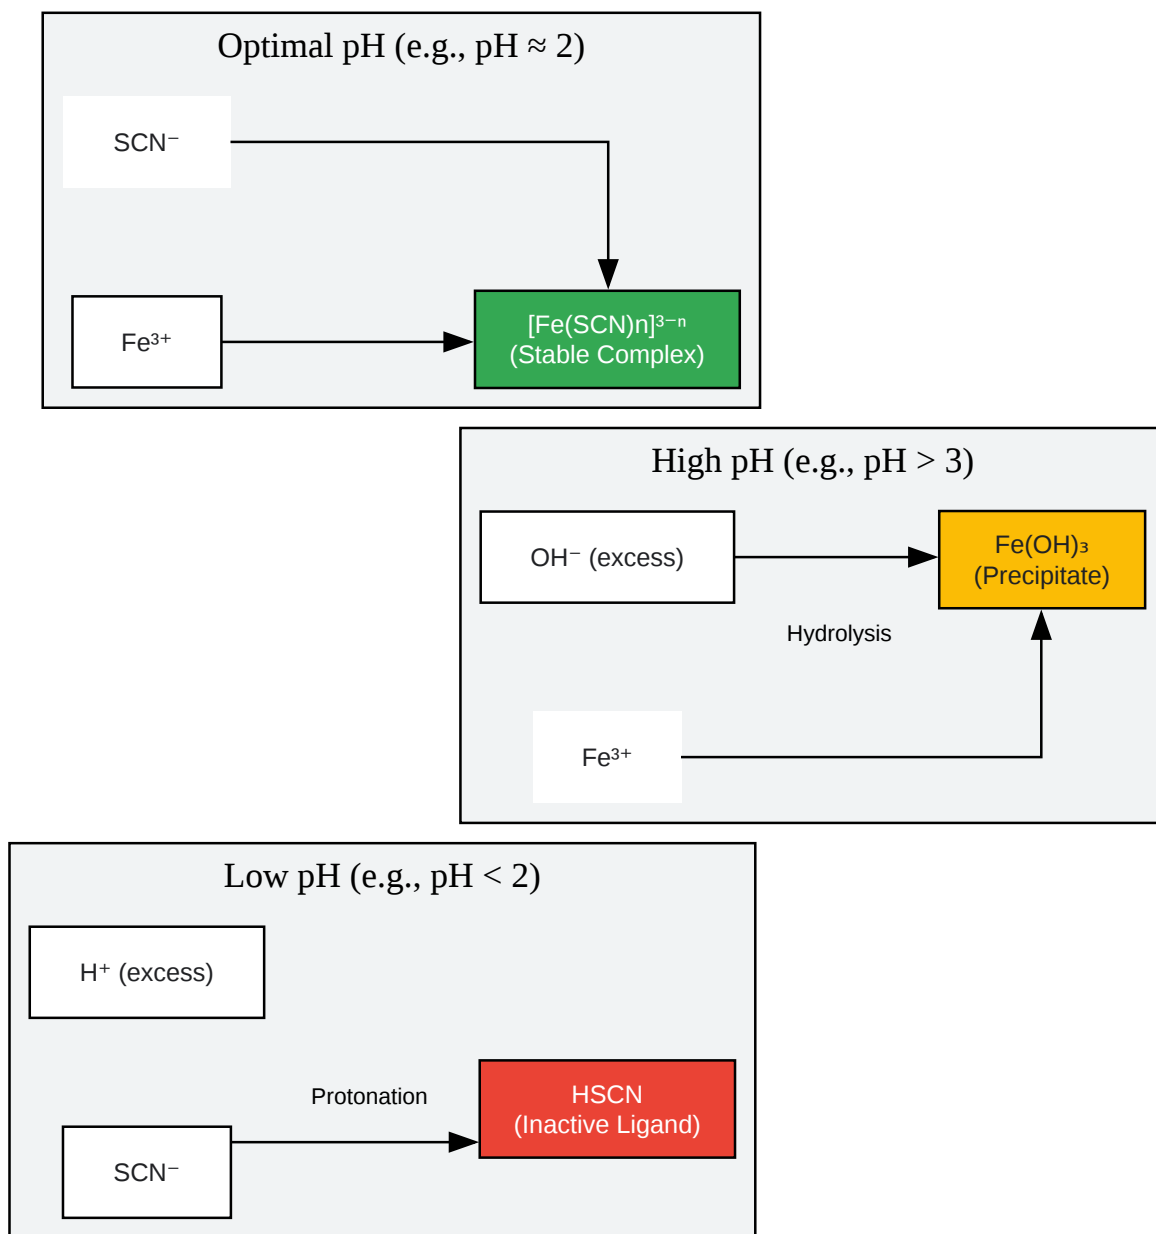 Optimal pH (e.g., pH ≈ 2)
SCN⁻
Fe³⁺
[Fe(SCN)n]³⁻ⁿ
(Stable Complex)
High pH (e.g., pH > 3)
OH⁻ (excess)
Fe(OH)₃
(Precipitate)
Hydrolysis
Fe³⁺
Low pH (e.g., pH < 2)
H⁺ (excess)
Protonation
HSCN
(Inactive Ligand)
SCN⁻